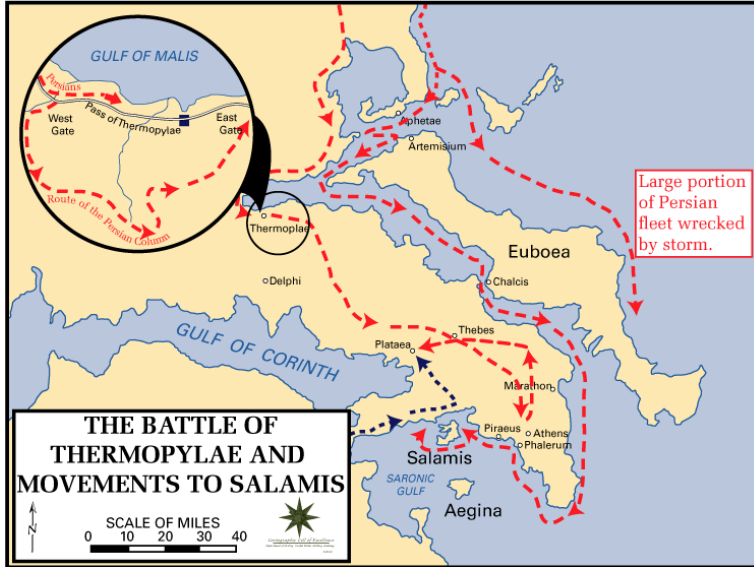 GULF OF MALIS
Persians
West
Gate
Pass of Thermopylae
East
Gate
Route of the Persian Column
Aphetae
Artemisium
Large portion
of Persian
fleet wrecked
by storm.
Thermoplae
Euboea
Delphi
Chalcis
GULF OF CORINTH
Thebes
Plataea
Marathon
Piraeus
Athens
Phalerum
Salamis
SARONIC
GULF
Aegina
THE BATTLE OF
THERMOPYLAE AND
MOVEMENTS TO SALAMIS
N
SCALE OF MILES
0 10 20 30 40